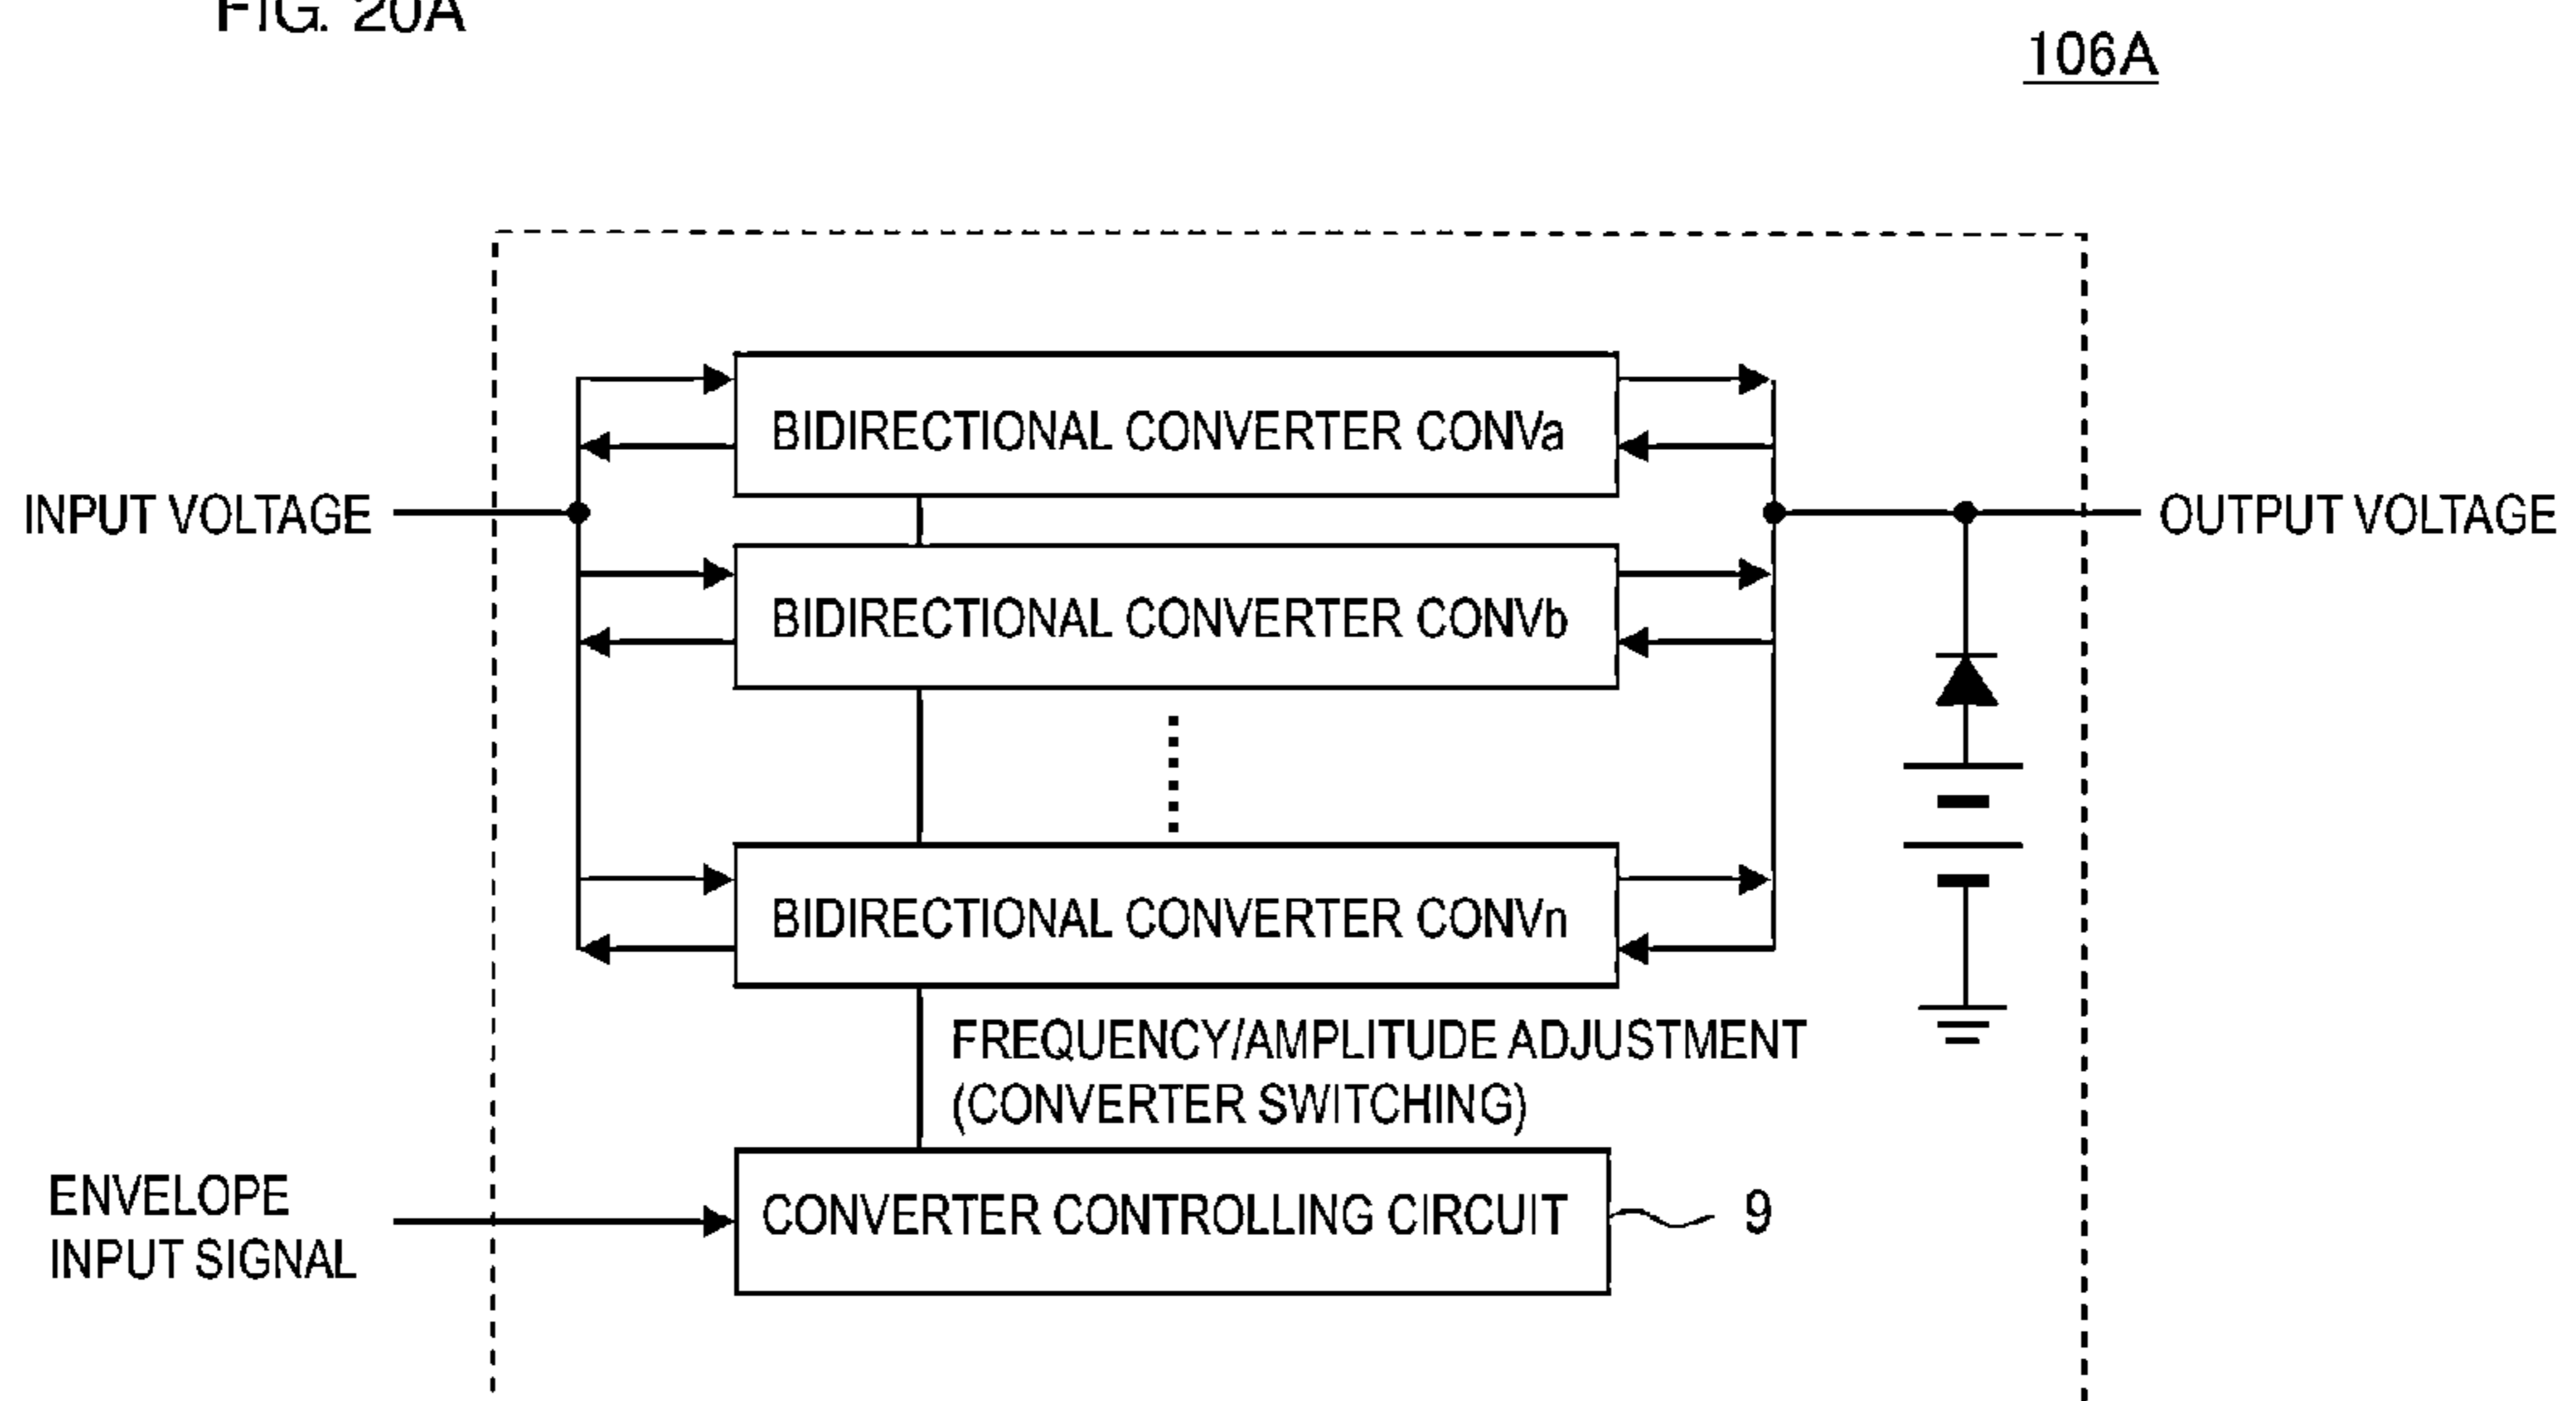 FIG. 20A
106A
BIDIRECTIONAL CONVERTER CONVa
INPUT VOLTAGE
OUTPUT VOLTAGE
BIDIRECTIONAL CONVERTER CONVb
BIDIRECTIONAL CONVERTER CONVn
FREQUENCY/AMPLITUDE ADJUSTMENT
(CONVERTER SWITCHING)
ENVELOPE
INPUT SIGNAL
CONVERTER CONTROLLING CIRCUIT
9